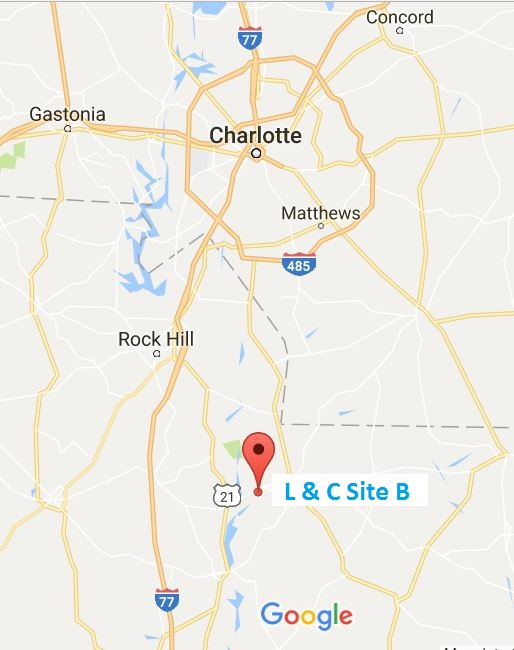 Concord
77
Gastonia
Charlotte
Matthews
485
Rock Hill
21
L & C Site B
77
Google